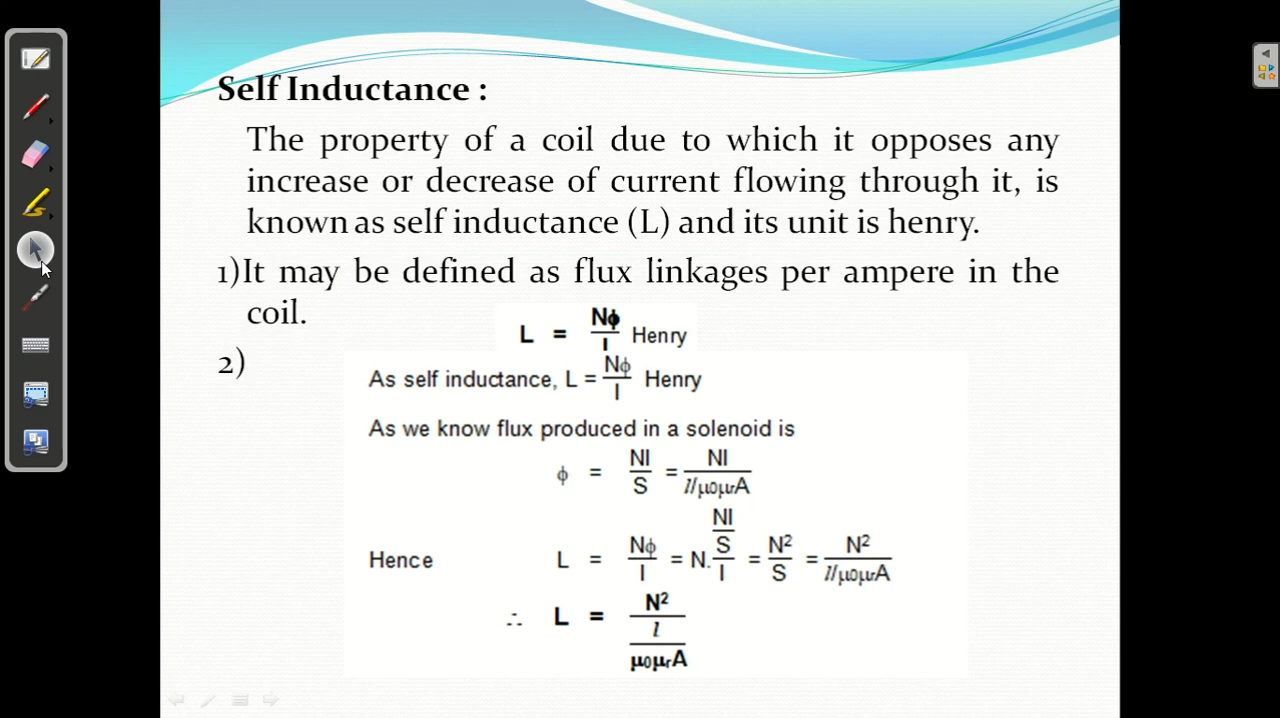 Self Inductance :
The property of a coil due to which it opposes any
increase or decrease of current flowing through it, is
known as self inductance (L) and its unit is henry.
1)It may be defined as flux linkages per ampere in the
coil.
L = Nϕ/I Henry
2)
As self inductance, L = Nϕ/I Henry
As we know flux produced in a solenoid is
ϕ = NI/S = NI/(l/μ0μrA)
Hence L = Nϕ/I = N.(NI/S)/I = N²/S = N²/(l/μ0μrA)
∴ L = N²/(l/μ0μrA)